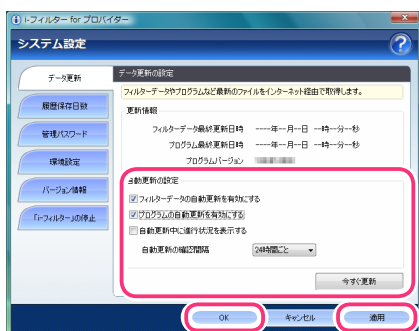 i-フィルター for プロバイダー
システム設定
?
データ更新
履歴保存日数
管理パスワード
環境設定
バージョン情報
「i-フィルター」の停止
データ更新の設定
フィルターデータやプログラムなど最新のファイルをインターネット経由で取得します。
更新情報
フィルターデータ最終更新日時 ----年--月--日 --時--分--秒
プログラム最終更新日時 ----年--月--日 --時--分--秒
プログラムバージョン
自動更新の設定
フィルターデータの自動更新を有効にする
プログラムの自動更新を有効にする
自動更新中に進行状況を表示する
自動更新の確認間隔 24時間ごと
今すぐ更新
OK キャンセル 適用